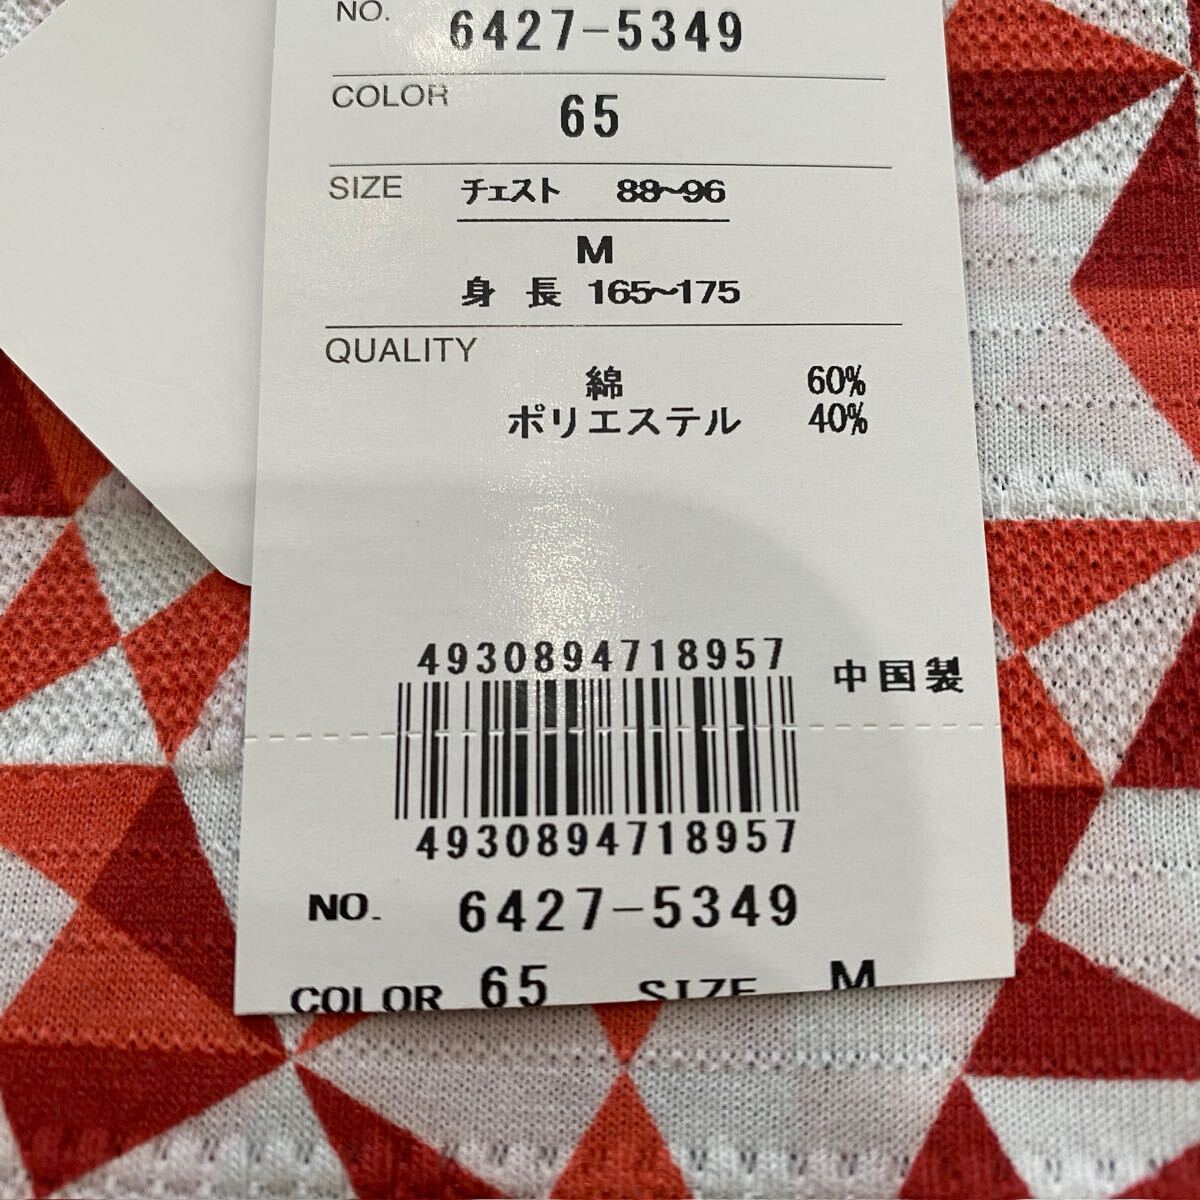 NO. 6427-5349
COLOR 65
SIZE チェスト 88~96
M
身長 165~175
QUALITY
綿 60%
ポリエステル 40%
4930894718957
中国製
4930894718957
NO. 6427-5349
COLOR 65 SIZE M